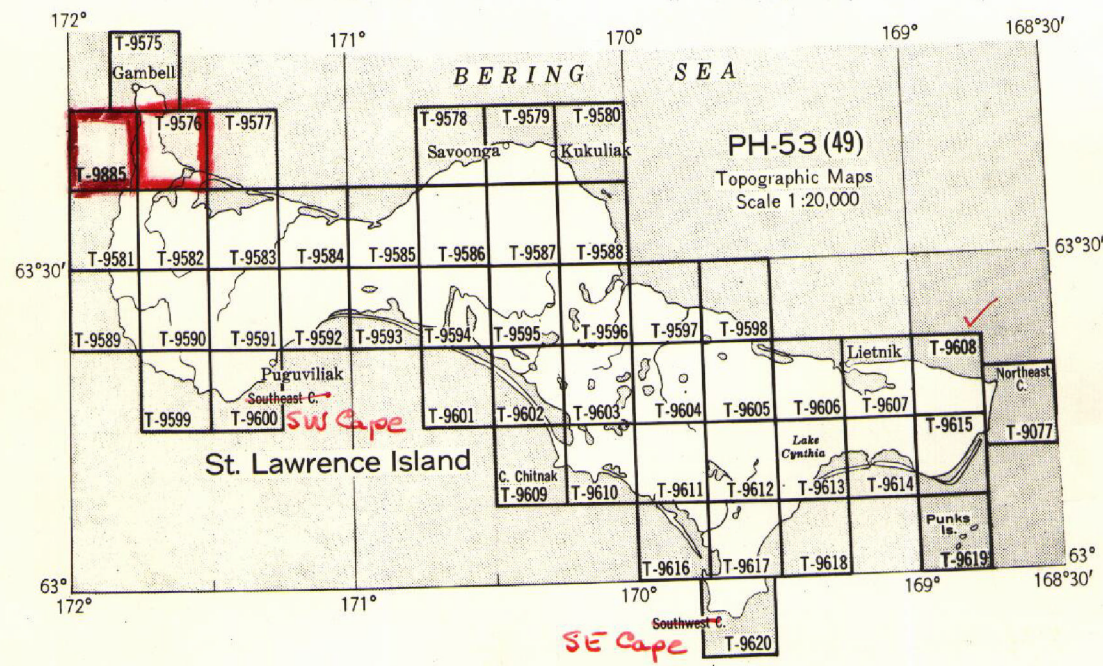 172°
171°
170°
169°
168°30′
T-9575
Gambell
BERING SEA
T-9576
T-9577
T-9578
T-9579
T-9580
Savoonga
Kukuliak
T-9885
PH-53 (49)
Topographic Maps
Scale 1:20,000
T-9581
T-9582
T-9583
T-9584
T-9585
T-9586
T-9587
T-9588
63°30′
63°30′
T-9589
T-9590
T-9591
T-9592
T-9593
T-9594
T-9595
T-9596
T-9597
T-9598
Lietnik
T-9608
Northeast
C.
Puguviliak
Southeast C.
SW Cape
T-9599
T-9600
T-9601
T-9602
T-9603
T-9604
T-9605
T-9606
T-9607
T-9615
T-9077
Lake
Cynthia
St. Lawrence Island
C. Chitnak
T-9609
T-9610
T-9611
T-9612
T-9613
T-9614
Punks
Is.
T-9616
T-9617
T-9618
T-9619
63°
63°
172°
171°
170°
169°
168°30′
Southwest C.
SE Cape
T-9620